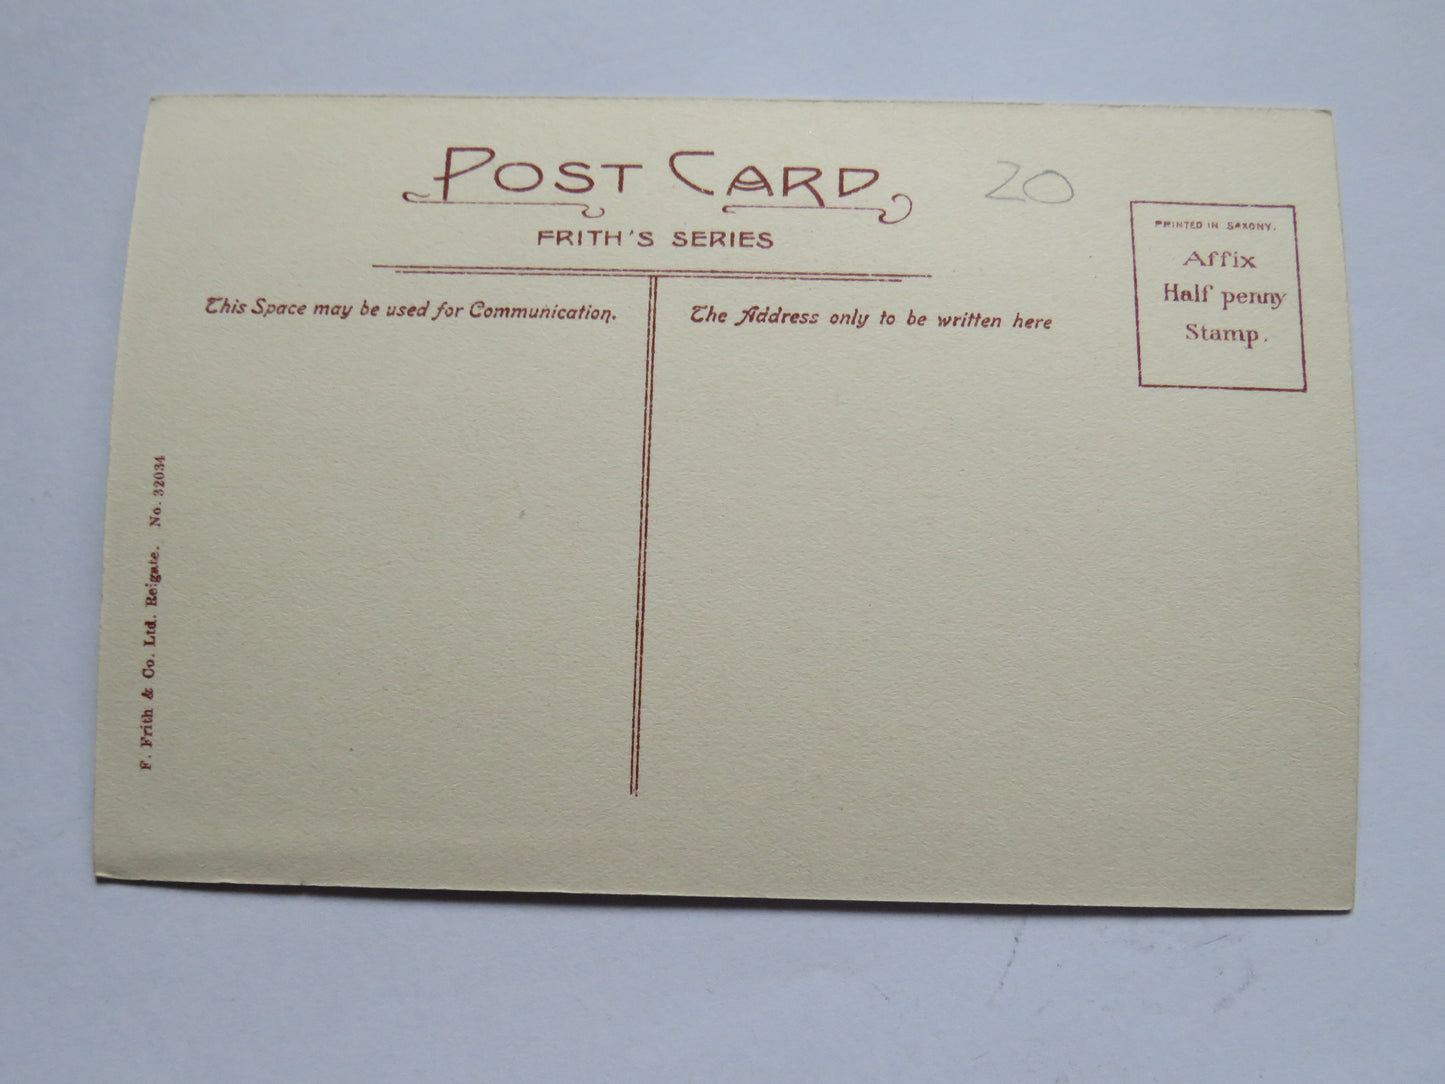 POST CARD
20
FRITH'S SERIES
PRINTED IN SAXONY.
Affix
Half penny
Stamp.
This Space may be used for Communication.
The Address only to be written here
F. Frith & Co. Ltd. Reigate. No. 32034